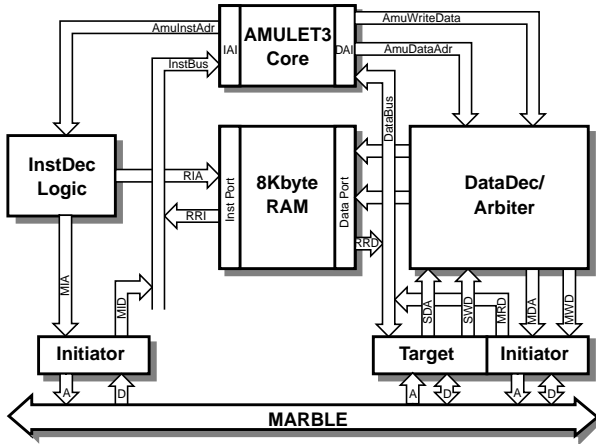 AmuInstAdr
IAI
AMULET3
Core
DAI
AmuWriteData
AmuDataAdr
InstBus
DataBus
InstDec
Logic
RIA
RRI
Inst Port
8Kbyte
RAM
Data Port
RRD
DataDec/
Arbiter
MIA
MID
SDA
SWD
MRD
MDA
MWD
Initiator
Target
Initiator
A
D
A
D
A
D
MARBLE